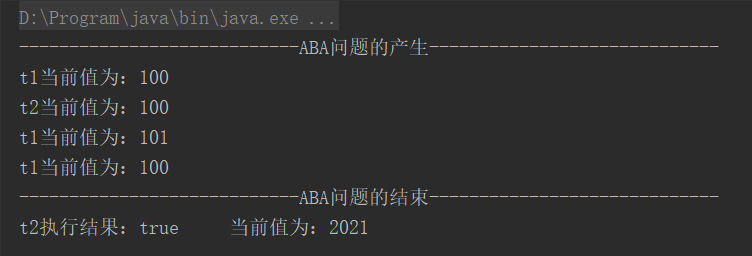 D:\Program\java\bin\java.exe ...
----------------------------ABA问题的产生-----------------------------
t1当前值为：100
t2当前值为：100
t1当前值为：101
t1当前值为：100
----------------------------ABA问题的结束-----------------------------
t2执行结果：true    当前值为：2021